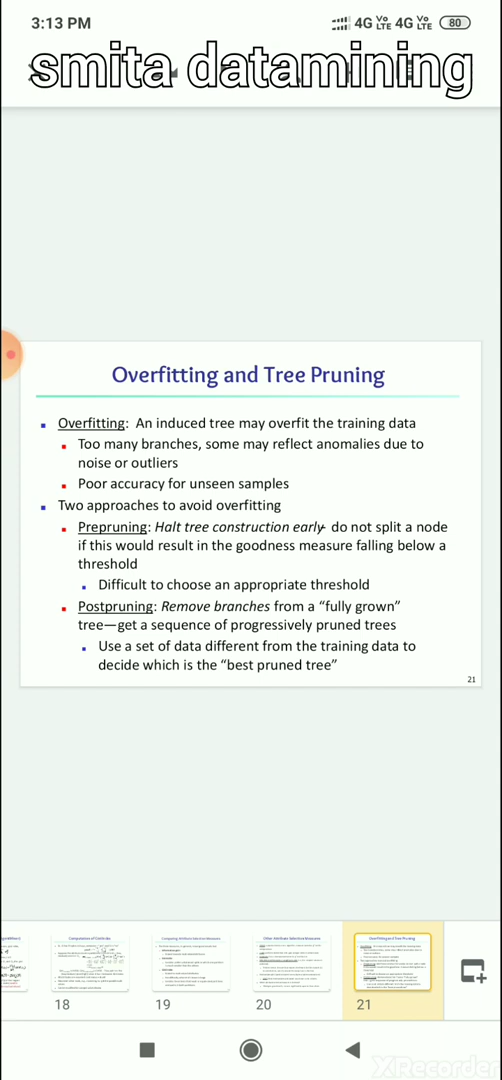 3:13 PM
4G Vo LTE 4G Vo LTE 80
smita datamining
Overfitting and Tree Pruning
Overfitting: An induced tree may overfit the training data
Too many branches, some may reflect anomalies due to
noise or outliers
Poor accuracy for unseen samples
Two approaches to avoid overfitting
Prepruning: Halt tree construction early- do not split a node
if this would result in the goodness measure falling below a
threshold
Difficult to choose an appropriate threshold
Postpruning: Remove branches from a “fully grown”
tree—get a sequence of progressively pruned trees
Use a set of data different from the training data to
decide which is the “best pruned tree”
21
18 19 20 21
XRecorder